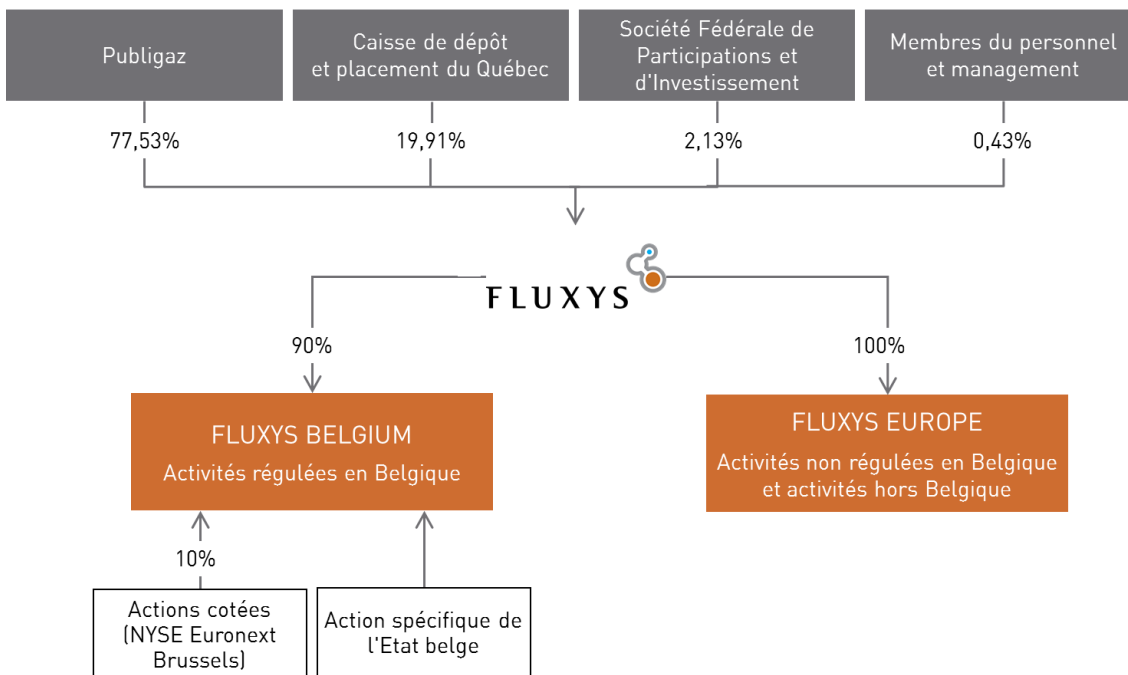 Publigaz
Caisse de dépôt
et placement du Québec
Société Fédérale de
Participations et
d'Investissement
Membres du personnel
et management
77,53%
19,91%
2,13%
0,43%
FLUXYS
90%
100%
FLUXYS BELGIUM
Activités régulées en Belgique
FLUXYS EUROPE
Activités non régulées en Belgique
et activités hors Belgique
10%
Actions cotées
(NYSE Euronext
Brussels)
Action spécifique de
l'Etat belge